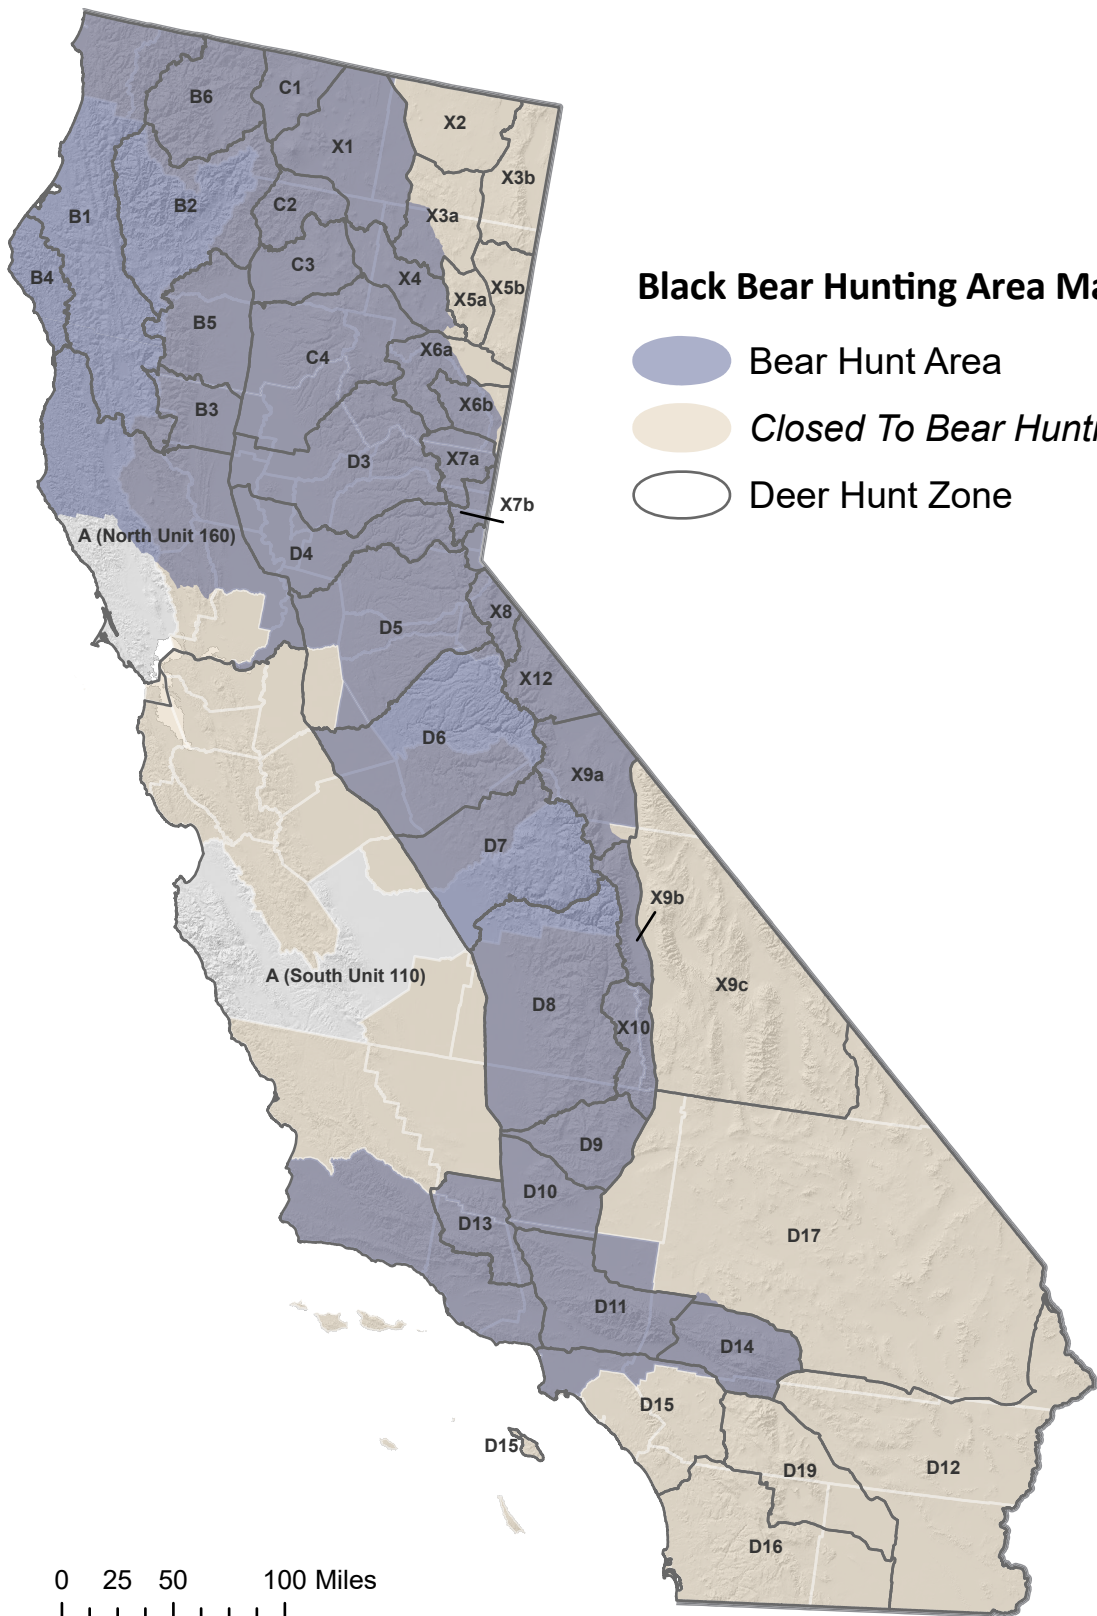 B6
C1
X1
X2
X3b
B1
B2
C2
X3a
B4
C3
X4
X5a
X5b
B5
C4
X6a
B3
X6b
D3
X7a
X7b
A (North Unit 160)
D4
X8
D5
X12
D6
X9a
D7
X9b
A (South Unit 110)
D8
X10
X9c
D9
D10
D13
D17
D11
D14
D15
D15
D19
D12
D16
Black Bear Hunting Area Ma
Bear Hunt Area
Closed To Bear Hunti
Deer Hunt Zone
0 25 50 100 Miles